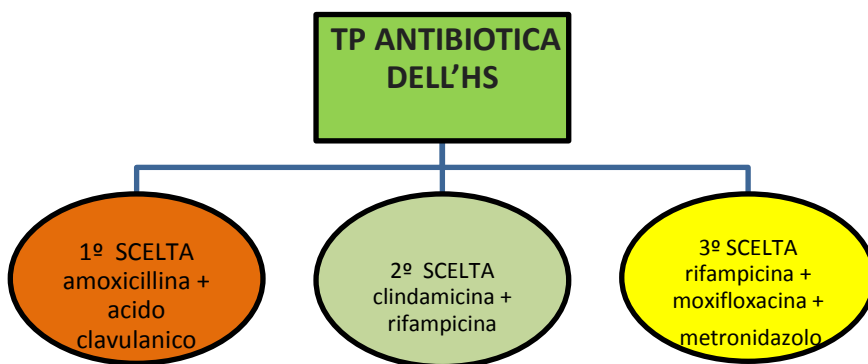 TP ANTIBIOTICA
DELL’HS
1º SCELTA
amoxicillina +
acido
clavulanico
2º SCELTA
clindamicina +
rifampicina
3º SCELTA
rifampicina +
moxifloxacina +
metronidazolo